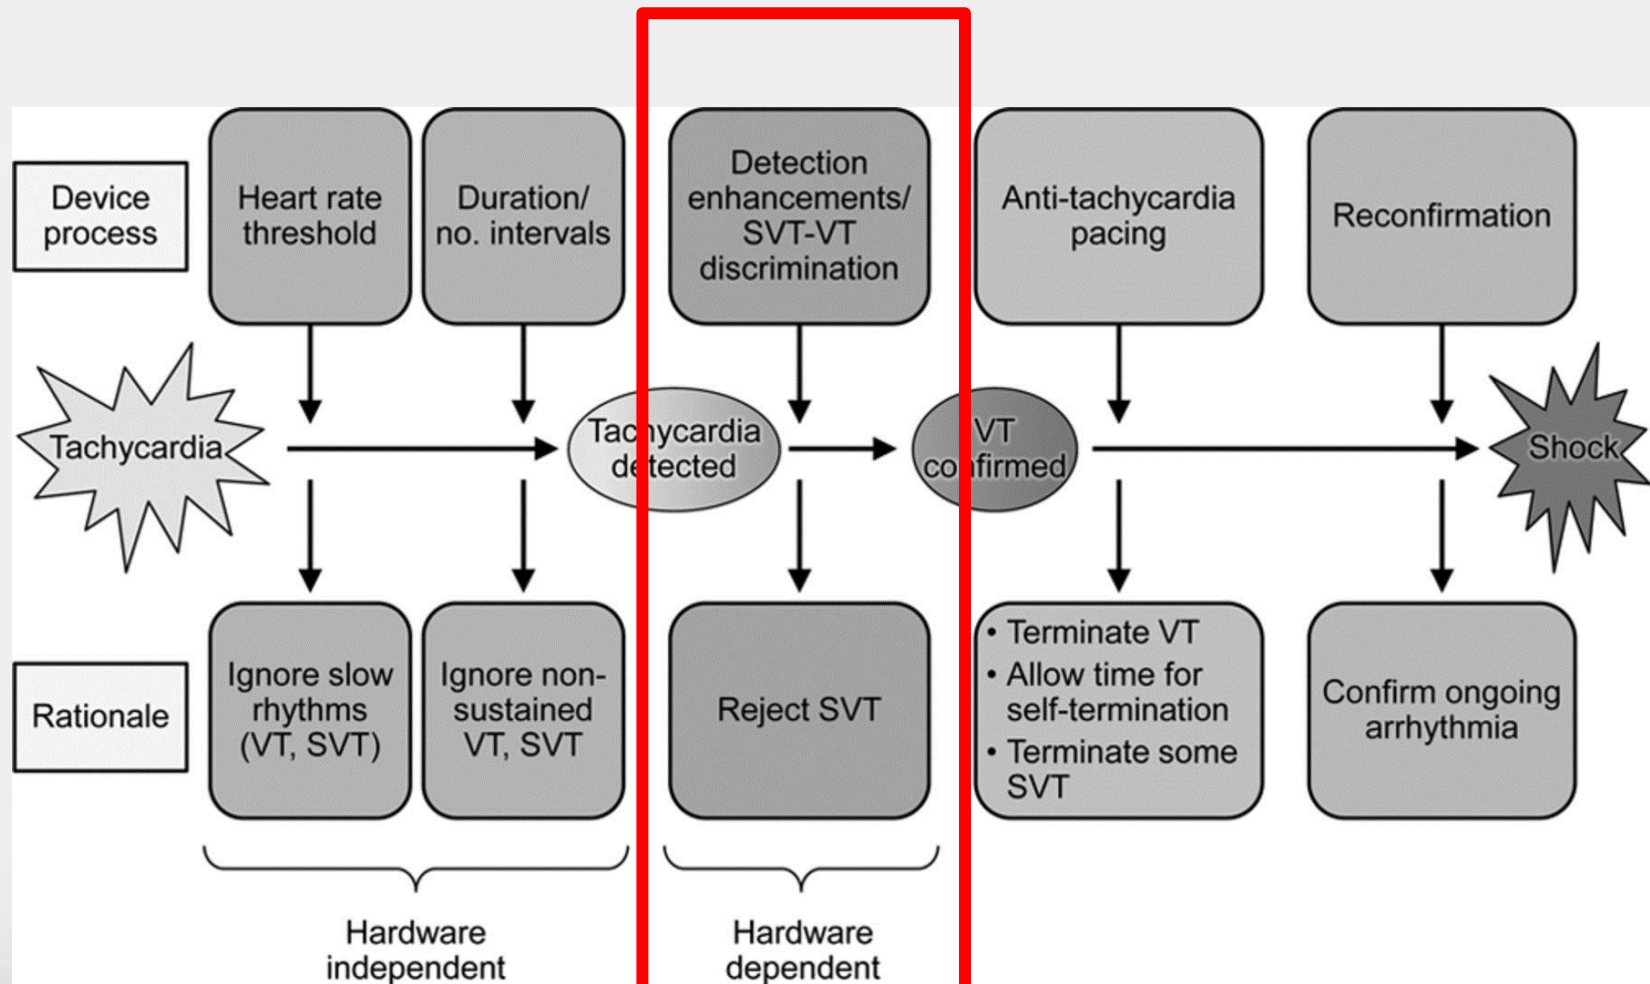 Device
process
Heart rate
threshold
Duration/
no. intervals
Detection
enhancements/
SVT-VT
discrimination
Anti-tachycardia
pacing
Reconfirmation
Tachycardia
Tachycardia
detected
VT
confirmed
Shock
Rationale
Ignore slow
rhythms
(VT, SVT)
Ignore non-
sustained
VT, SVT
Reject SVT
• Terminate VT
• Allow time for
self-termination
• Terminate some
SVT
Confirm ongoing
arrhythmia
Hardware
independent
Hardware
dependent